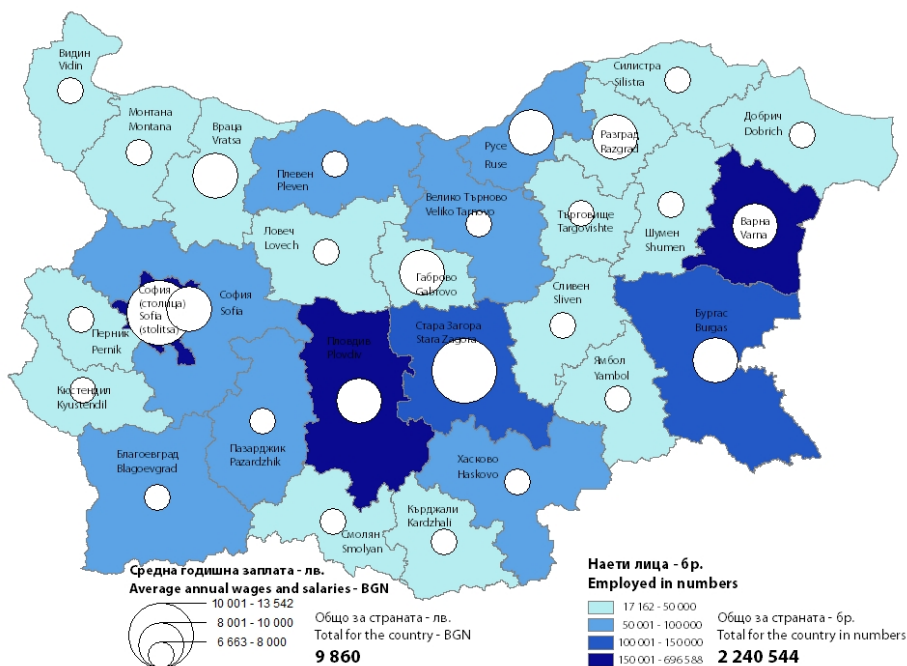 Видин
Vidin
Монтана
Montana
Враца
Vratsa
Плевен
Pleven
Русе
Ruse
Силистра
Silistra
Разград
Razgrad
Добрич
Dobrich
Велико Търново
Veliko Tarnovo
Търговище
Targovishte
Шумен
Shumen
Варна
Varna
Ловеч
Lovech
Габрово
Gabrovo
София
(столица)
Sofia
(stolitsa)
София
Sofia
Сливен
Sliven
Бургас
Burgas
Перник
Pernik
Пловдив
Plovdiv
Стара Загора
Stara Zagora
Ямбол
Yambol
Кюстендил
Kyustendil
Благоевград
Blagoevgrad
Пазарджик
Pazardzhik
Хасково
Haskovo
Смолян
Smolyan
Кърджали
Kardzhali
Средна годишна заплата - лв.
Average annual wages and salaries - BGN
10 001 - 13 542
8 001 - 10 000
6 663 - 8 000
Общо за страната - лв.
Total for the country - BGN
9 860
Наети лица - бр.
Employed in numbers
17 162 - 50 000
50 001 - 100 000
100 001 - 150 000
150 001 - 696 588
Общо за страната - бр.
Total for the country in numbers
2 240 544